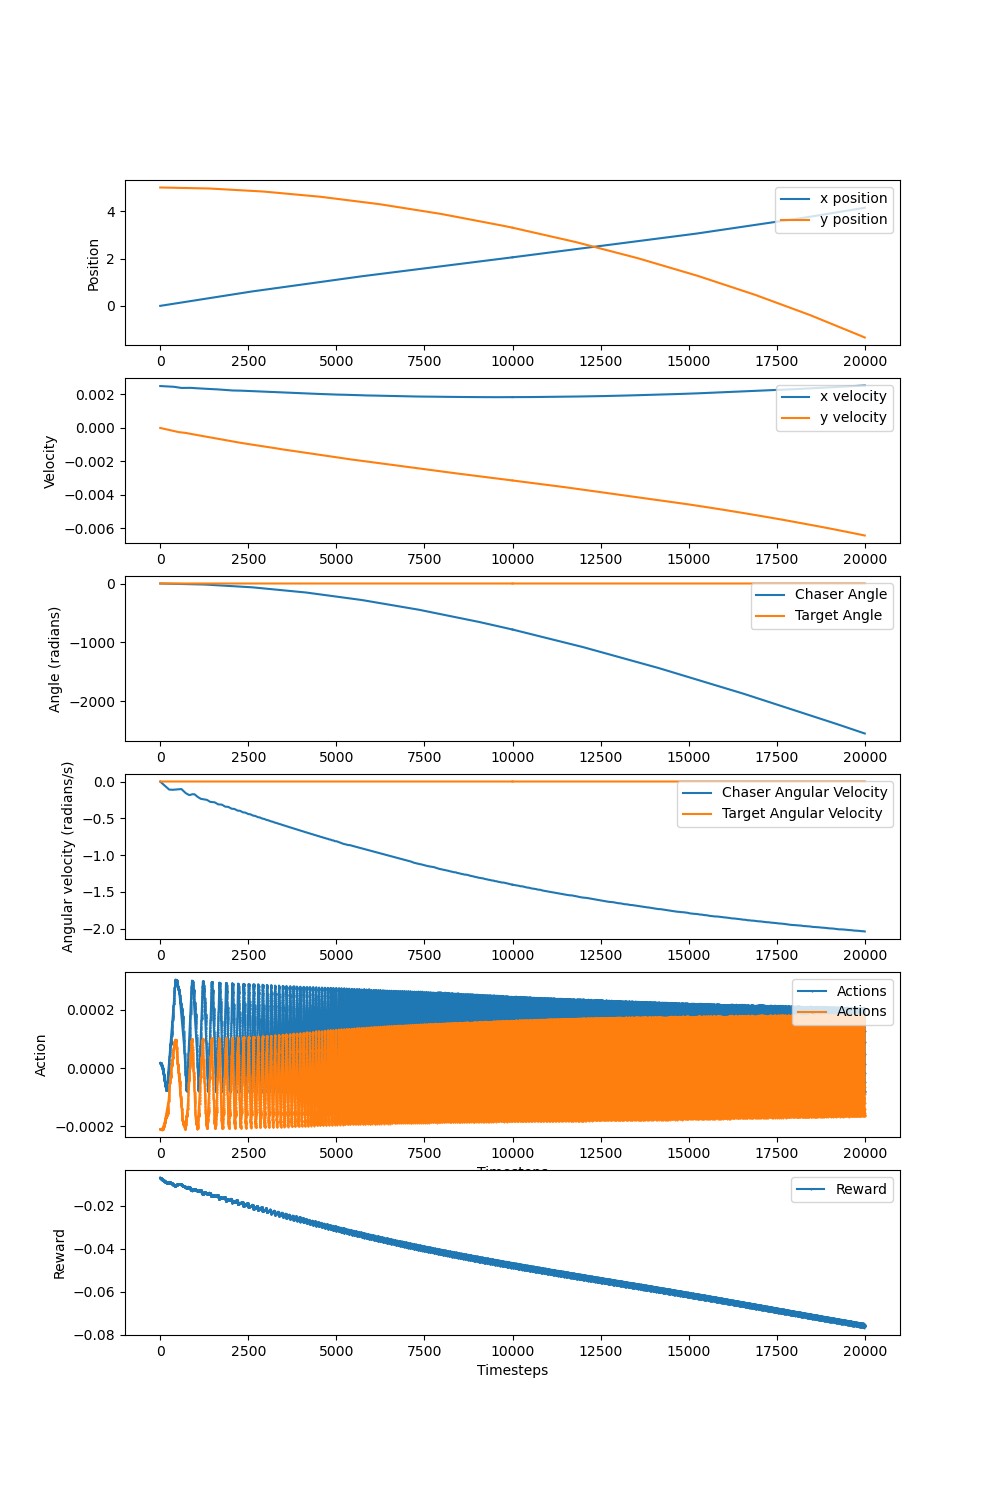 x position
y position
Position
4
2
0
0 2500 5000 7500 10000 12500 15000 17500 20000
x velocity
y velocity
Velocity
0.002
0.000
−0.002
−0.004
−0.006
0 2500 5000 7500 10000 12500 15000 17500 20000
Chaser Angle
Target Angle
Angle (radians)
0
−1000
−2000
0 2500 5000 7500 10000 12500 15000 17500 20000
Chaser Angular Velocity
Target Angular Velocity
Angular velocity (radians/s)
0.0
−0.5
−1.0
−1.5
−2.0
0 2500 5000 7500 10000 12500 15000 17500 20000
Actions
Actions
Action
0.0002
0.0000
−0.0002
0 2500 5000 7500 10000 12500 15000 17500 20000
Timesteps
Reward
Reward
−0.02
−0.04
−0.06
−0.08
0 2500 5000 7500 10000 12500 15000 17500 20000
Timesteps